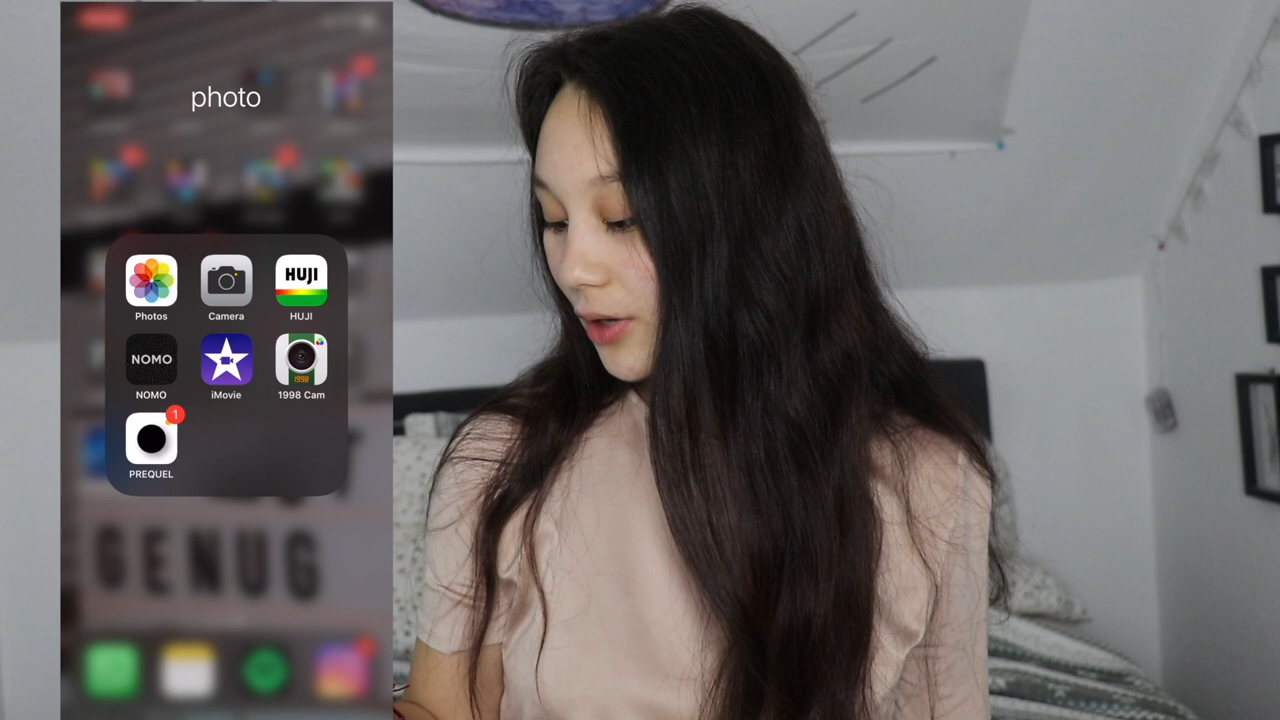 photo
HUJI
Photos
Camera
HUJI
NOMO
1998
NOMO
iMovie
1998 Cam
1
PREQUEL
GENUG